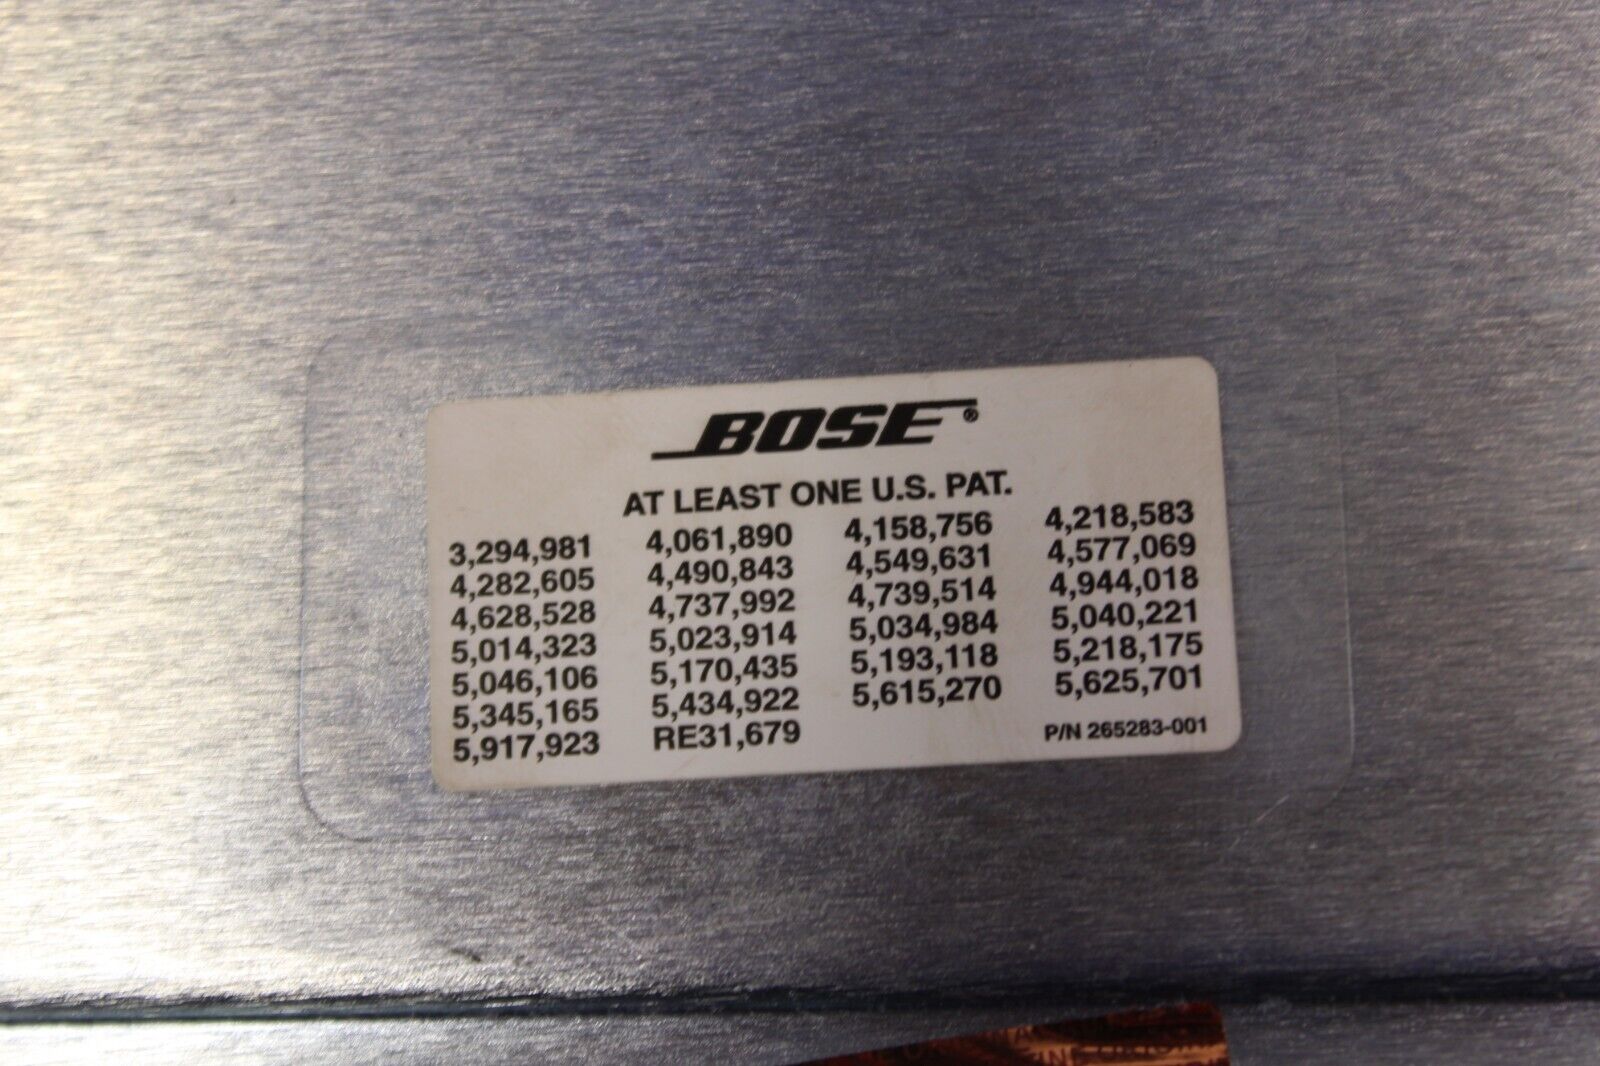 BOSE®
AT LEAST ONE U.S. PAT.
3,294,981 4,061,890 4,158,756 4,218,583
4,282,605 4,490,843 4,549,631 4,577,069
4,628,528 4,737,992 4,739,514 4,944,018
5,014,323 5,023,914 5,034,984 5,040,221
5,046,106 5,170,435 5,193,118 5,218,175
5,345,165 5,434,922 5,615,270 5,625,701
5,917,923 RE31,679 P/N 265283-001